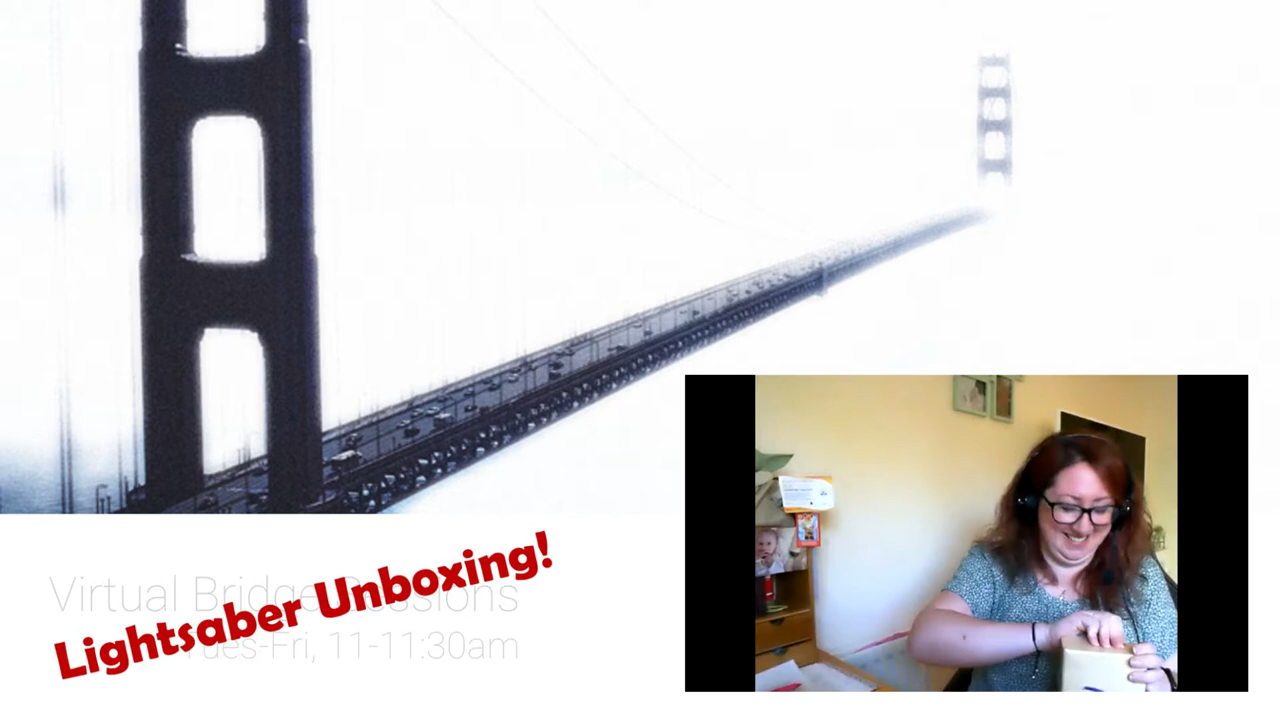 Virtual Bridge Sessions
Lightsaber Unboxing!
Tues-Fri, 11-11:30am